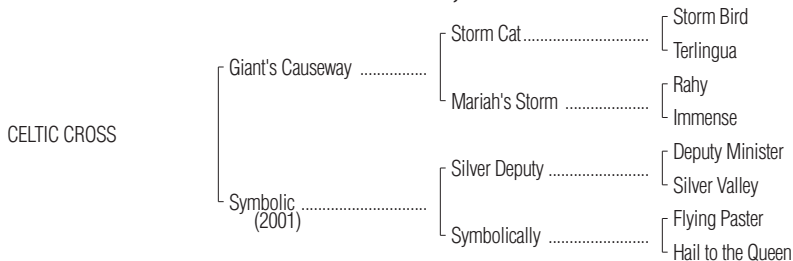 Storm Bird
Storm Cat..................................
Terlingua
Giant's Causeway ................
Rahy
Mariah's Storm ......................
Immense
CELTIC CROSS
Deputy Minister
Silver Deputy ..........................
Silver Valley
Symbolic .................................
(2001)
Flying Paster
Symbolically ..........................
Hail to the Queen